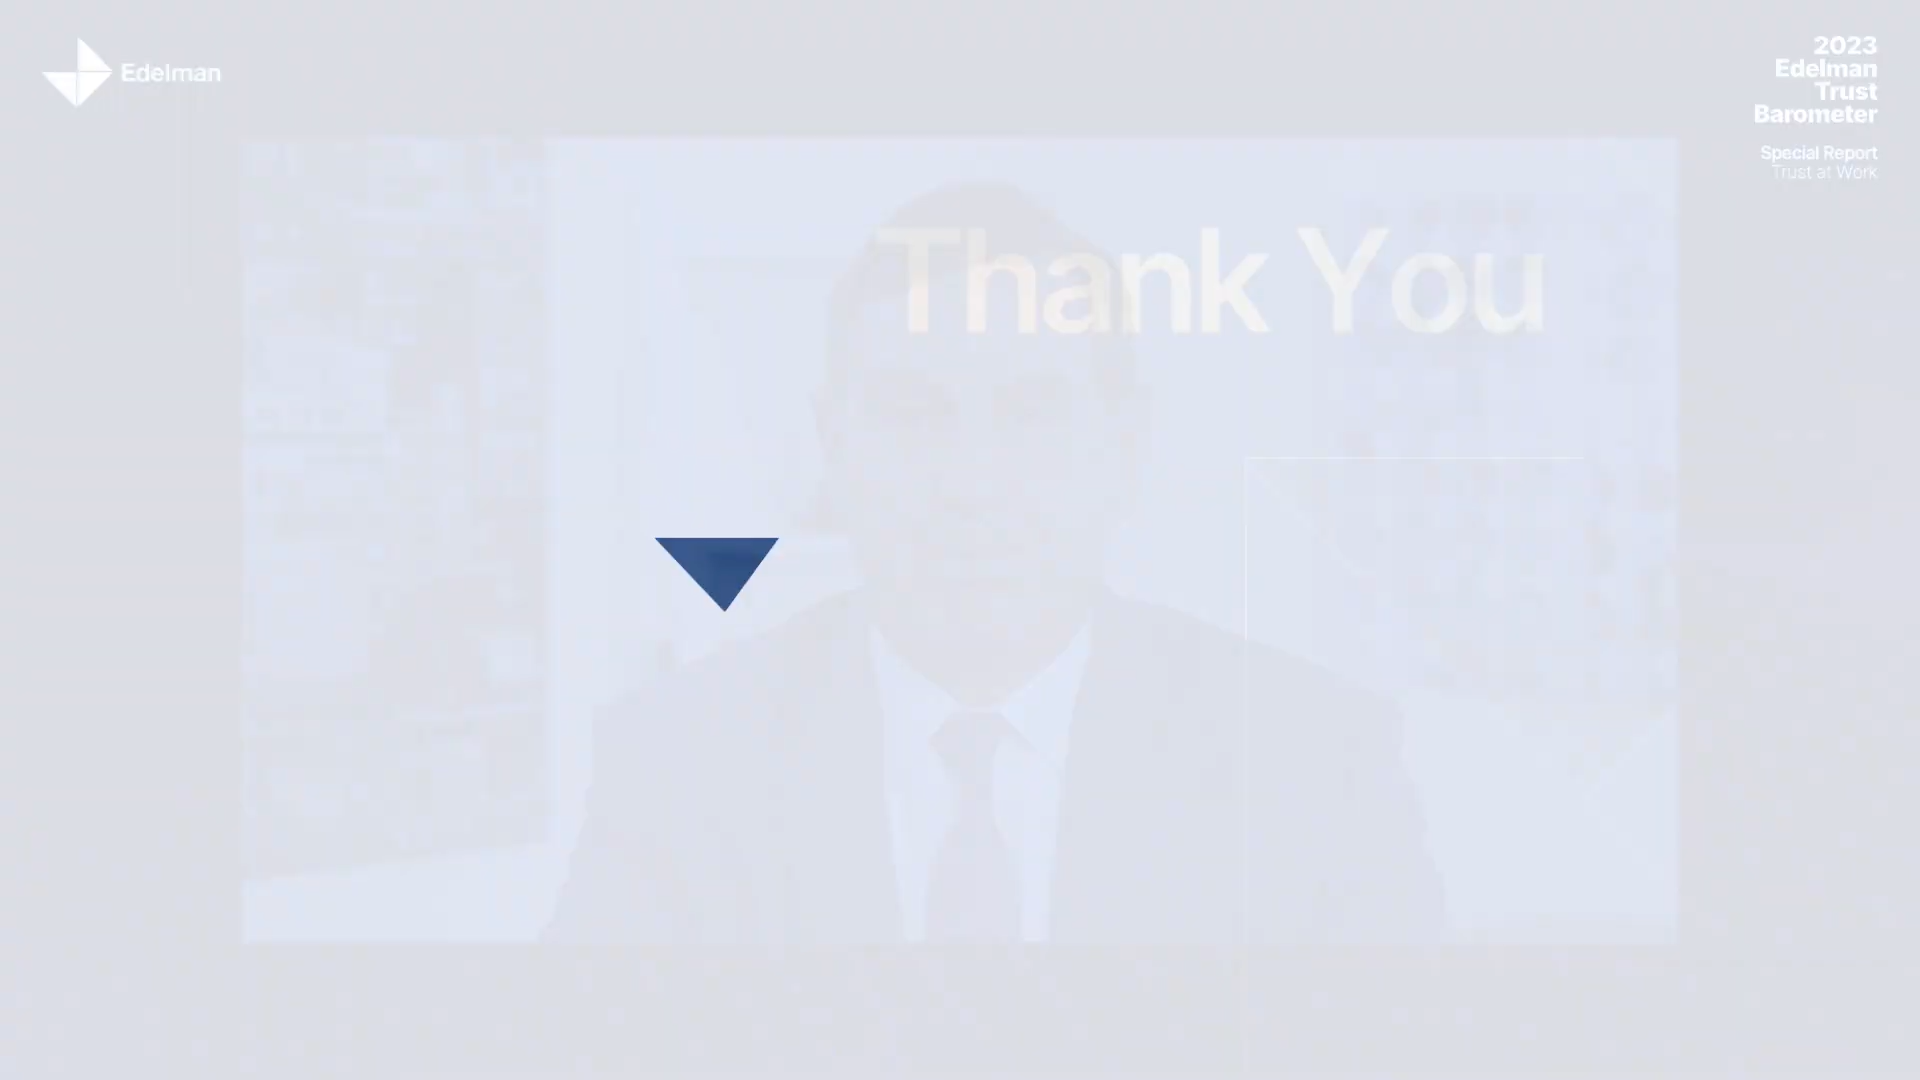 Edelman
2023
Edelman
Trust
Barometer
Special Report
Trust at Work
Thank You